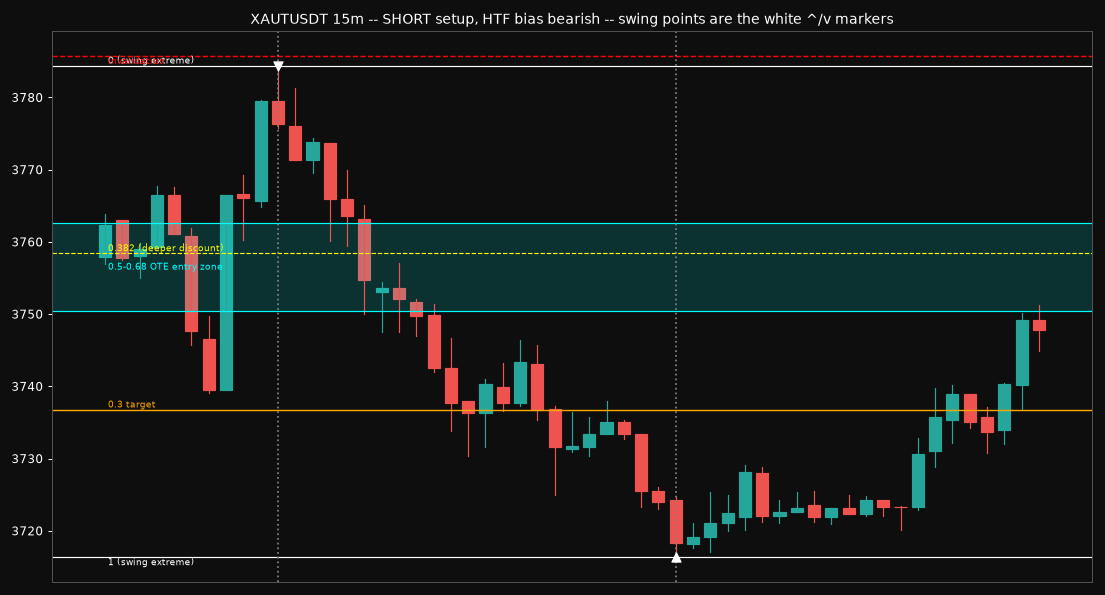 XAUTUSDT 15m -- SHORT setup, HTF bias bearish -- swing points are the white ^/v markers
0 (swing extreme)
3780
3770
3760
0.382 (deeper discount)
0.5-0.68 OTE entry zone
3750
3740
0.3 target
3730
3720
1 (swing extreme)